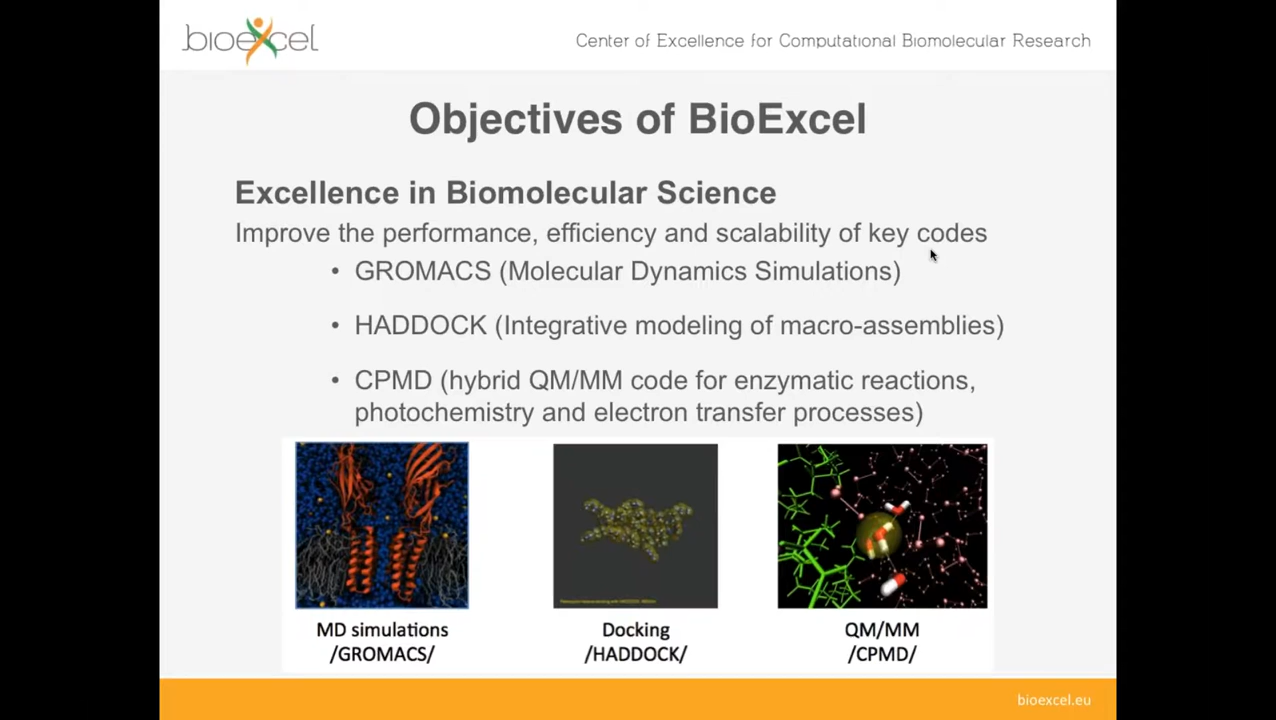 bioexcel
Center of Excellence for Computational Biomolecular Research
Objectives of BioExcel
Excellence in Biomolecular Science
Improve the performance, efficiency and scalability of key codes
• GROMACS (Molecular Dynamics Simulations)
• HADDOCK (Integrative modeling of macro-assemblies)
• CPMD (hybrid QM/MM code for enzymatic reactions,
photochemistry and electron transfer processes)
MD simulations
/GROMACS/
Docking
/HADDOCK/
QM/MM
/CPMD/
bioexcel.eu